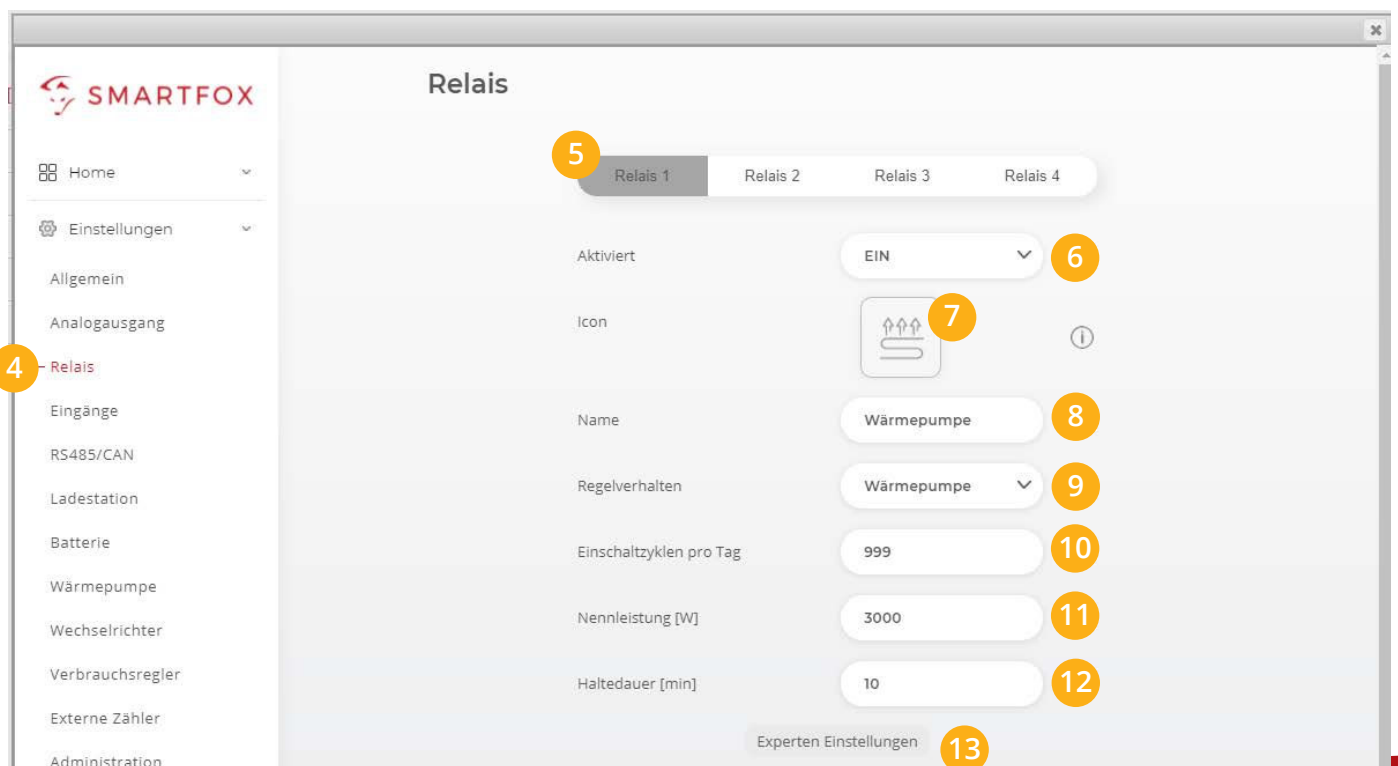 SMARTFOX
Home
Einstellungen
Allgemein
Analogausgang
4 Relais
Eingänge
RS485/CAN
Ladestation
Batterie
Wärmepumpe
Wechselrichter
Verbrauchsregler
Externe Zähler
Administration
Relais
5 Relais 1 Relais 2 Relais 3 Relais 4
Aktiviert EIN 6
Icon 7
Name Wärmepumpe 8
Regelverhalten Wärmepumpe 9
Einschaltzyklen pro Tag 999 10
Nennleistung [W] 3000 11
Haltedauer [min] 10 12
Experten Einstellungen 13